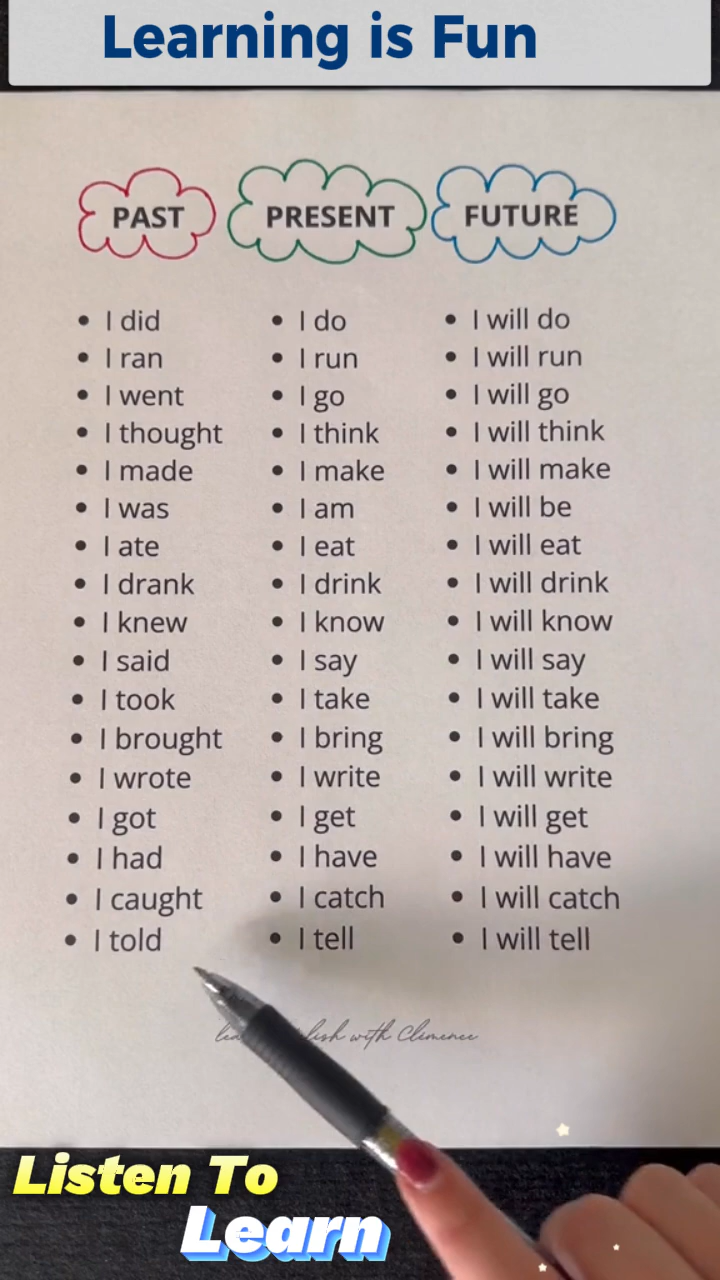 Learning is Fun
PAST PRESENT FUTURE
• I did • I do • I will do
• I ran • I run • I will run
• I went • I go • I will go
• I thought • I think • I will think
• I made • I make • I will make
• I was • I am • I will be
• I ate • I eat • I will eat
• I drank • I drink • I will drink
• I knew • I know • I will know
• I said • I say • I will say
• I took • I take • I will take
• I brought • I bring • I will bring
• I wrote • I write • I will write
• I got • I get • I will get
• I had • I have • I will have
• I caught • I catch • I will catch
• I told • I tell • I will tell
with Clémence
Listen To
Learn